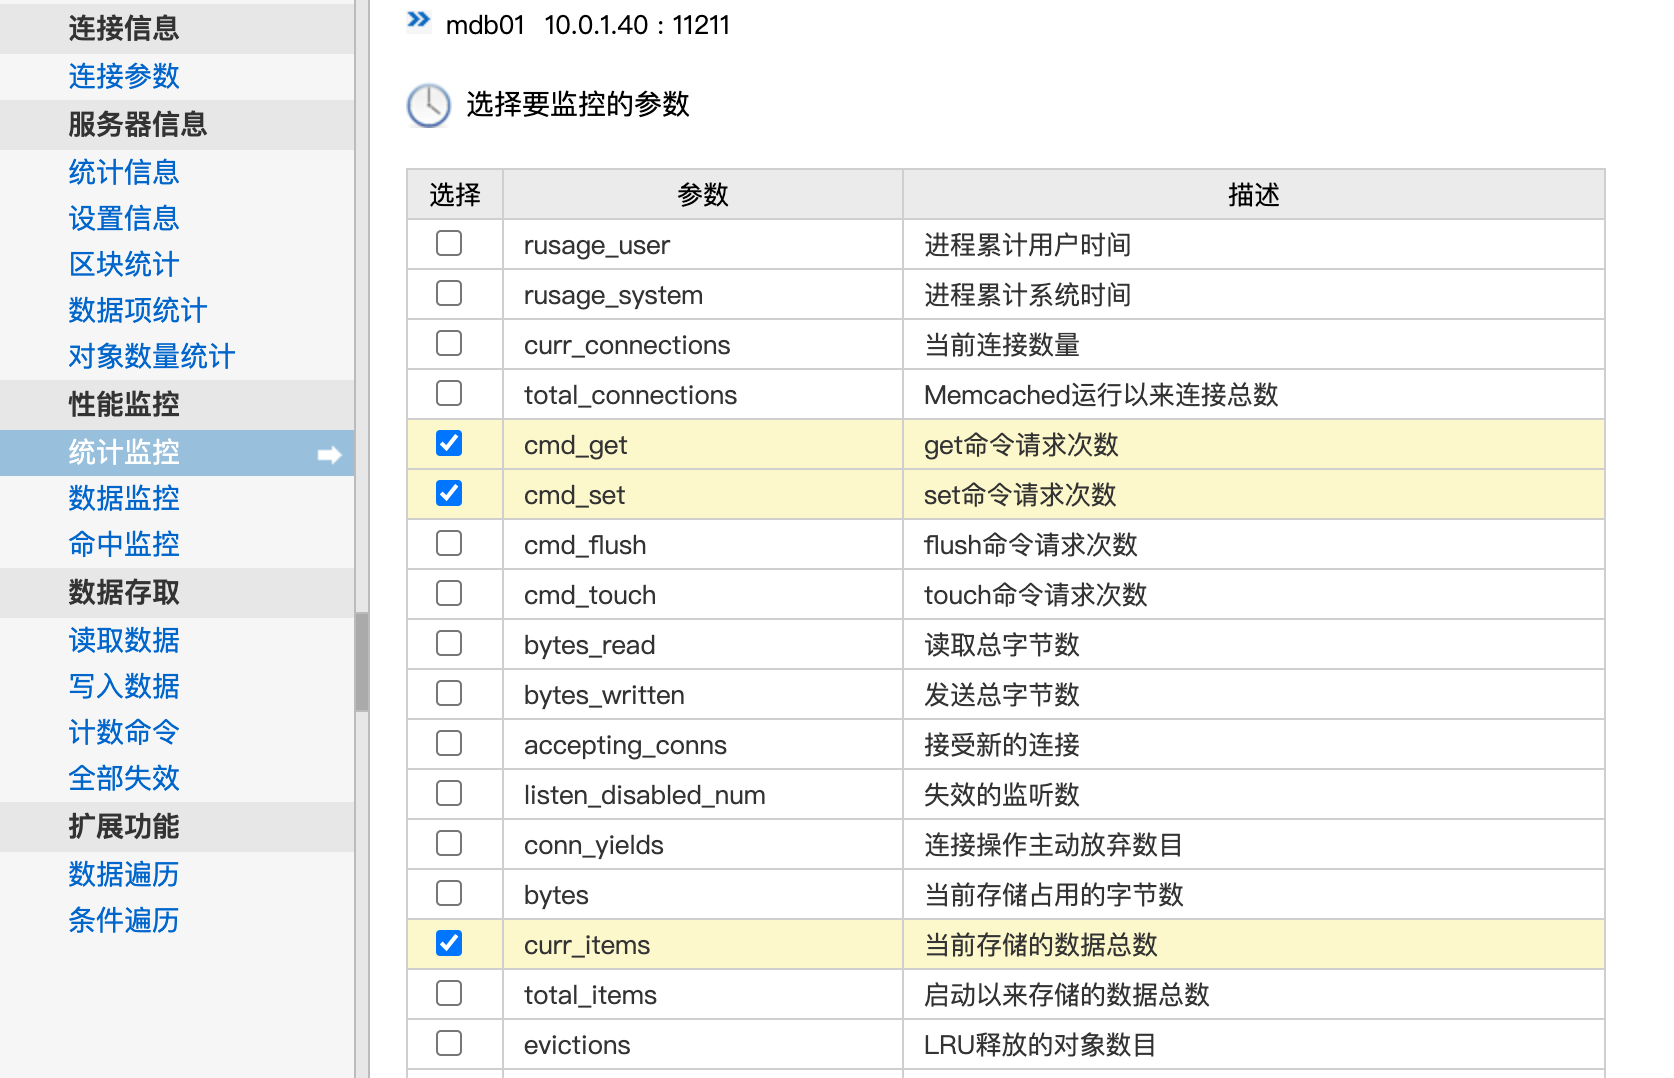 连接信息
连接参数
服务器信息
统计信息
设置信息
区块统计
数据项统计
对象数量统计
性能监控
统计监控
数据监控
命中监控
数据存取
读取数据
写入数据
计数命令
全部失效
扩展功能
数据遍历
条件遍历
mdb01 10.0.1.40 : 11211
选择要监控的参数
选择 参数 描述
rusage_user 进程累计用户时间
rusage_system 进程累计系统时间
curr_connections 当前连接数量
total_connections Memcached运行以来连接总数
cmd_get get命令请求次数
cmd_set set命令请求次数
cmd_flush flush命令请求次数
cmd_touch touch命令请求次数
bytes_read 读取总字节数
bytes_written 发送总字节数
accepting_conns 接受新的连接
listen_disabled_num 失效的监听数
conn_yields 连接操作主动放弃数目
bytes 当前存储占用的字节数
curr_items 当前存储的数据总数
total_items 启动以来存储的数据总数
evictions LRU释放的对象数目